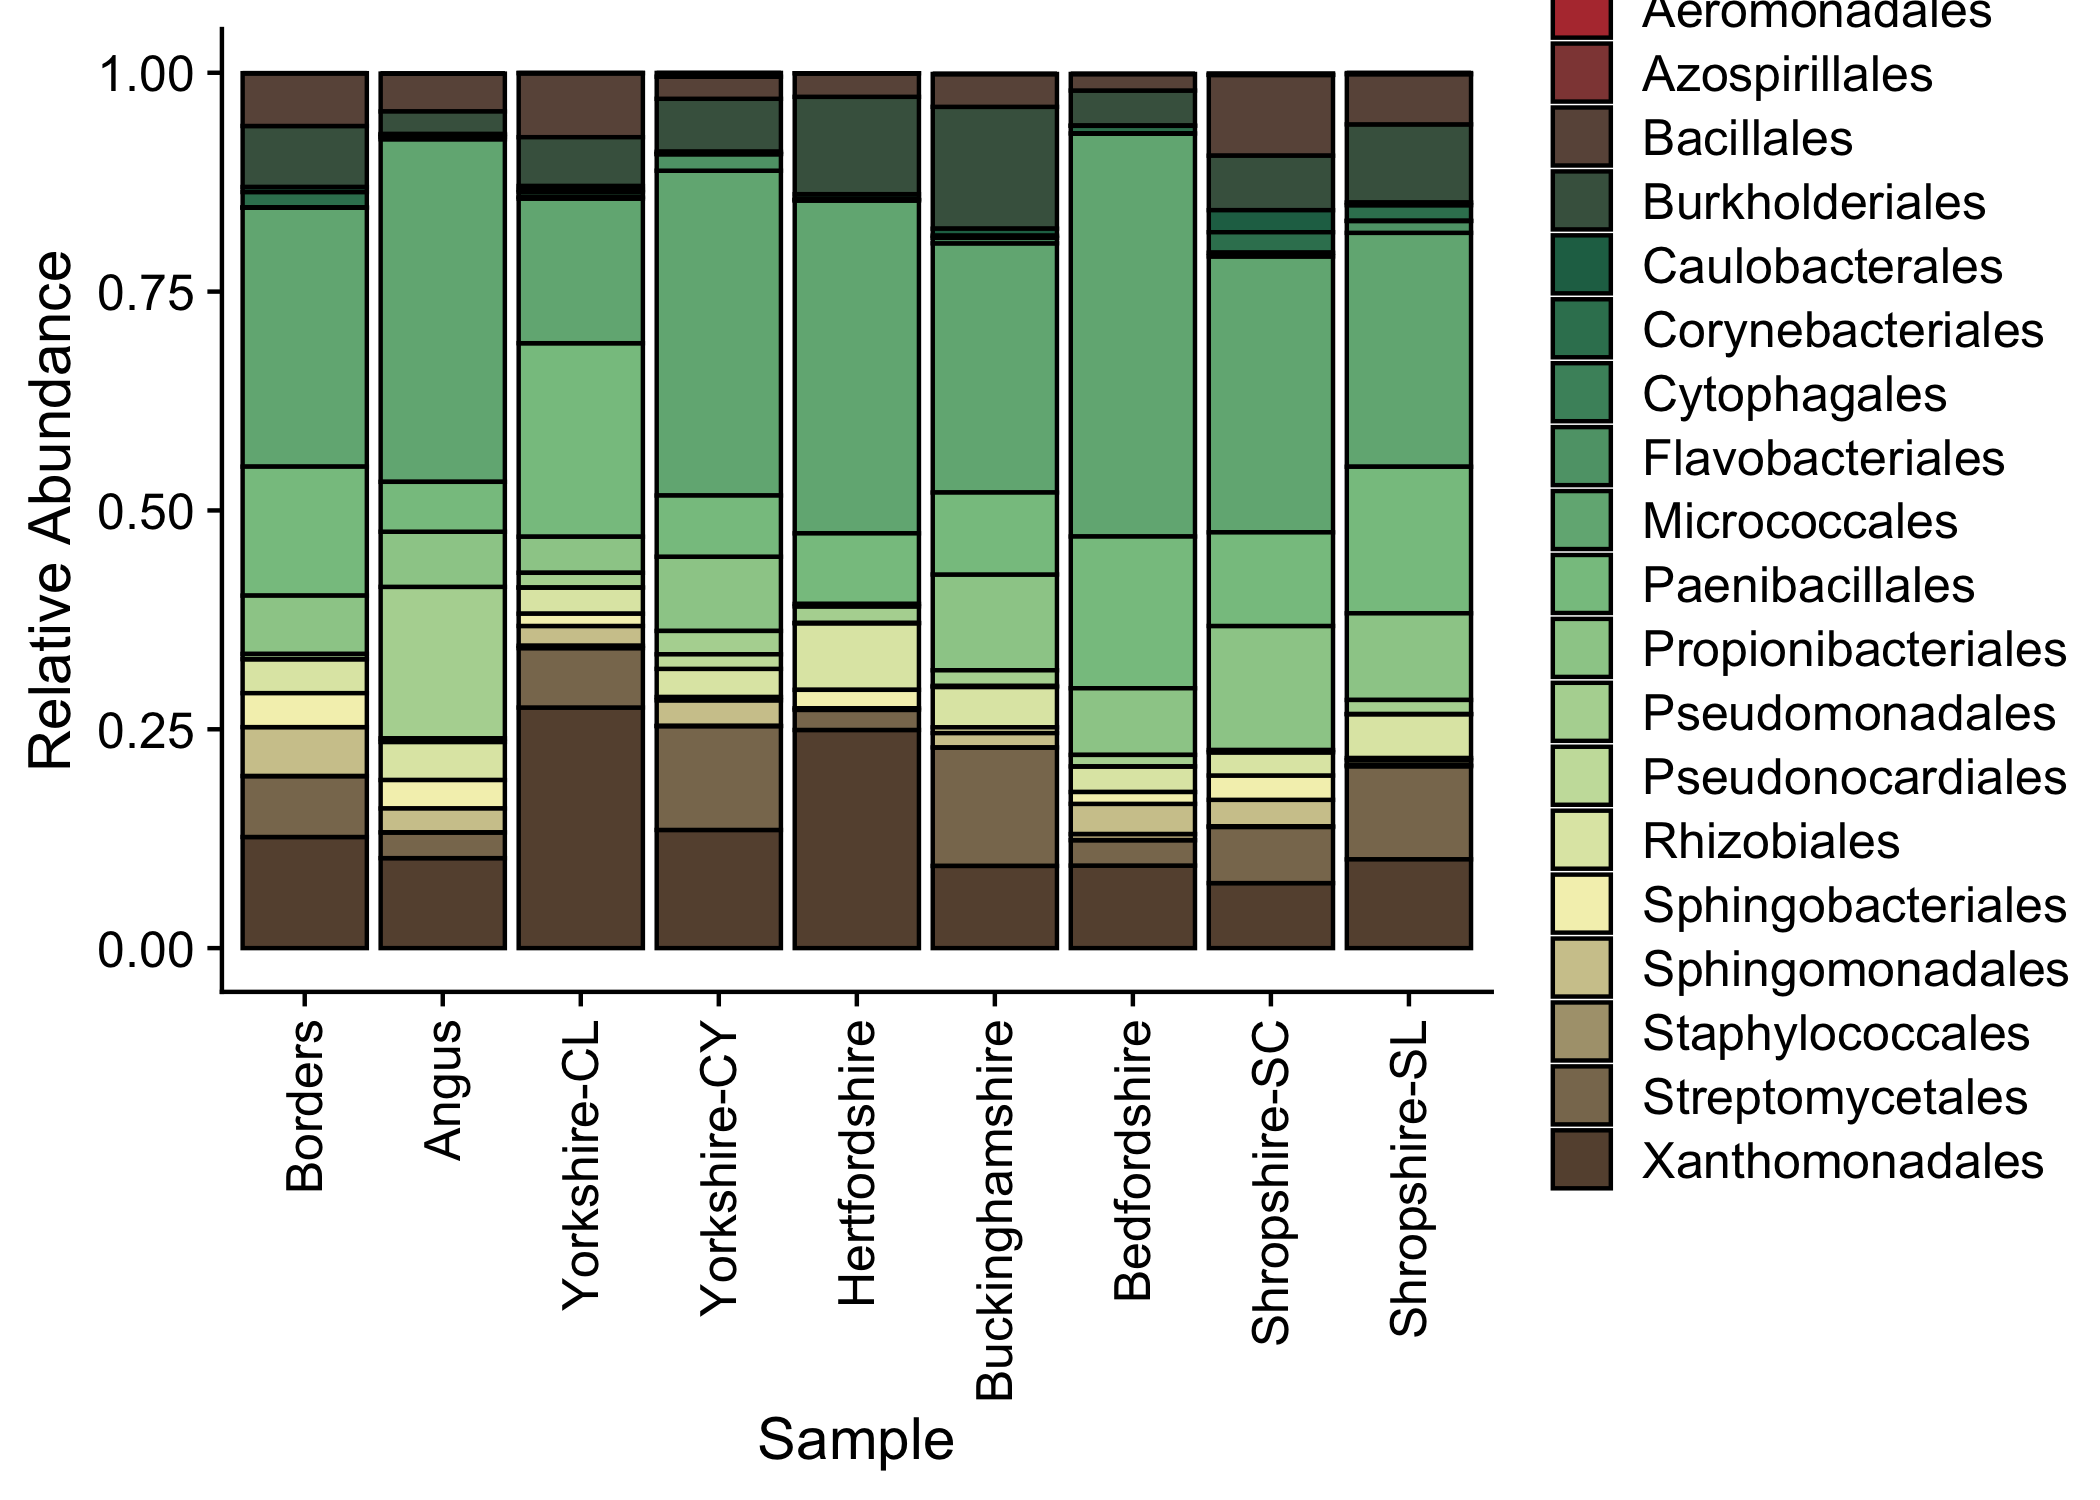 Relative Abundance
1.00
0.75
0.50
0.25
0.00
Borders
Angus
Yorkshire-CL
Yorkshire-CY
Hertfordshire
Buckinghamshire
Bedfordshire
Shropshire-SC
Shropshire-SL
Sample
Aeromonadales
Azospirillales
Bacillales
Burkholderiales
Caulobacterales
Corynebacteriales
Cytophagales
Flavobacteriales
Micrococcales
Paenibacillales
Propionibacteriales
Pseudomonadales
Pseudonocardiales
Rhizobiales
Sphingobacteriales
Sphingomonadales
Staphylococcales
Streptomycetales
Xanthomonadales